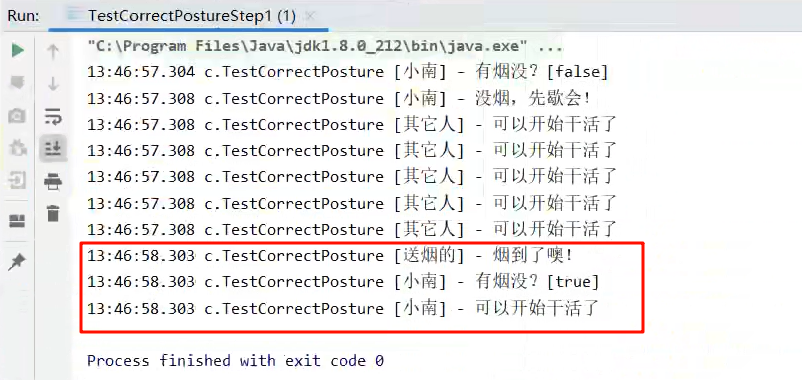 Run: TestCorrectPostureStep1 (1) ×
"C:\Program Files\Java\jdk1.8.0_212\bin\java.exe" ...
13:46:57.304 c.TestCorrectPosture [小南] - 有烟没？[false]
13:46:57.308 c.TestCorrectPosture [小南] - 没烟，先歇会！
13:46:57.308 c.TestCorrectPosture [其它人] - 可以开始干活了
13:46:57.308 c.TestCorrectPosture [其它人] - 可以开始干活了
13:46:57.308 c.TestCorrectPosture [其它人] - 可以开始干活了
13:46:57.308 c.TestCorrectPosture [其它人] - 可以开始干活了
13:46:57.308 c.TestCorrectPosture [其它人] - 可以开始干活了
13:46:58.303 c.TestCorrectPosture [送烟的] - 烟到了噢！
13:46:58.303 c.TestCorrectPosture [小南] - 有烟没？[true]
13:46:58.303 c.TestCorrectPosture [小南] - 可以开始干活了
Process finished with exit code 0